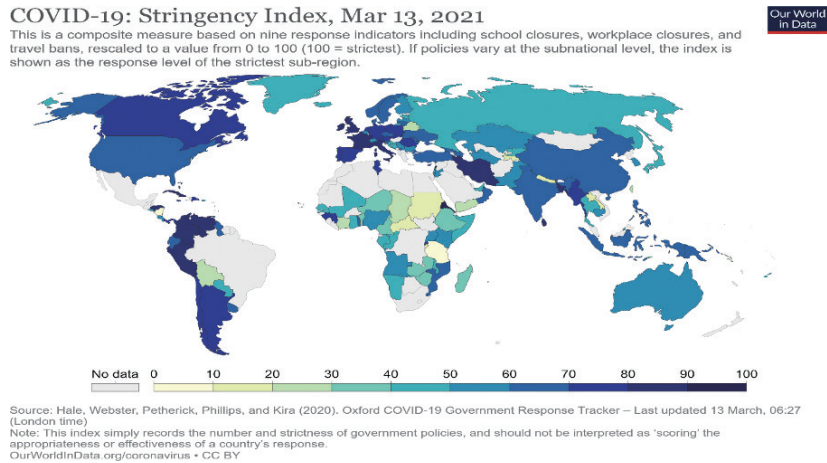 COVID-19: Stringency Index, Mar 13, 2021
Our World
in Data
This is a composite measure based on nine response indicators including school closures, workplace closures, and
travel bans, rescaled to a value from 0 to 100 (100 = strictest). If policies vary at the subnational level, the index is
shown as the response level of the strictest sub-region.
No data 0 10 20 30 40 50 60 70 80 90 100
Source: Hale, Webster, Petherick, Phillips, and Kira (2020). Oxford COVID-19 Government Response Tracker – Last updated 13 March, 06:27
(London time)
Note: This index simply records the number and strictness of government policies, and should not be interpreted as ‘scoring’ the
appropriateness or effectiveness of a country's response.
OurWorldInData.org/coronavirus • CC BY